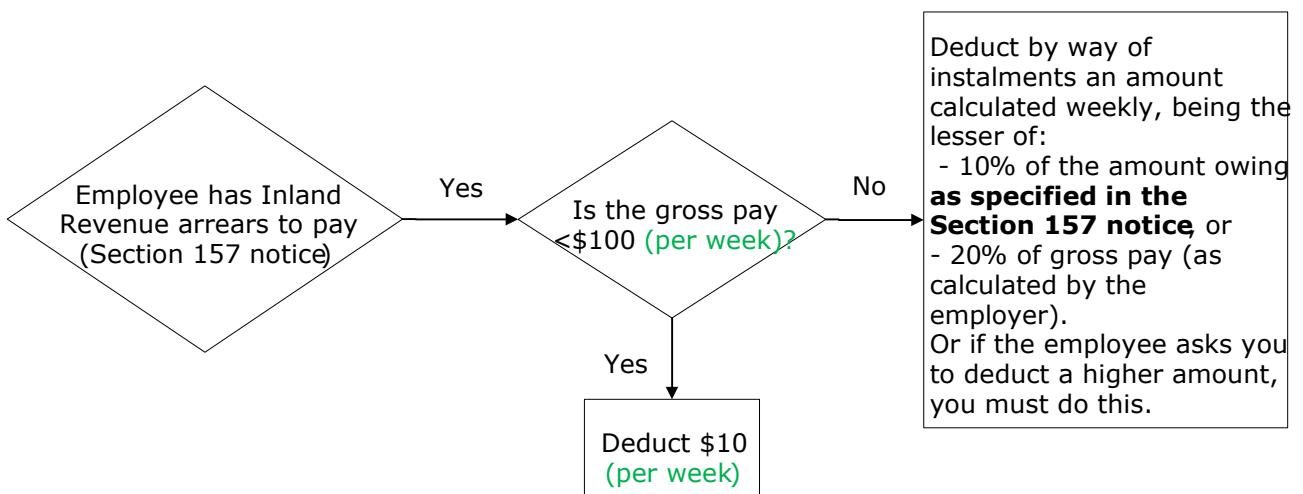 Employee has Inland
Revenue arrears to pay
(Section 157 notice)
Yes
Is the gross pay
<$100 (per week)?
No
Deduct by way of
instalments an amount
calculated weekly, being the
lesser of:
- 10% of the amount owing
as specified in the
Section 157 notice, or
- 20% of gross pay (as
calculated by the
employer).
Or if the employee asks you
to deduct a higher amount,
you must do this.
Yes
Deduct $10
(per week)